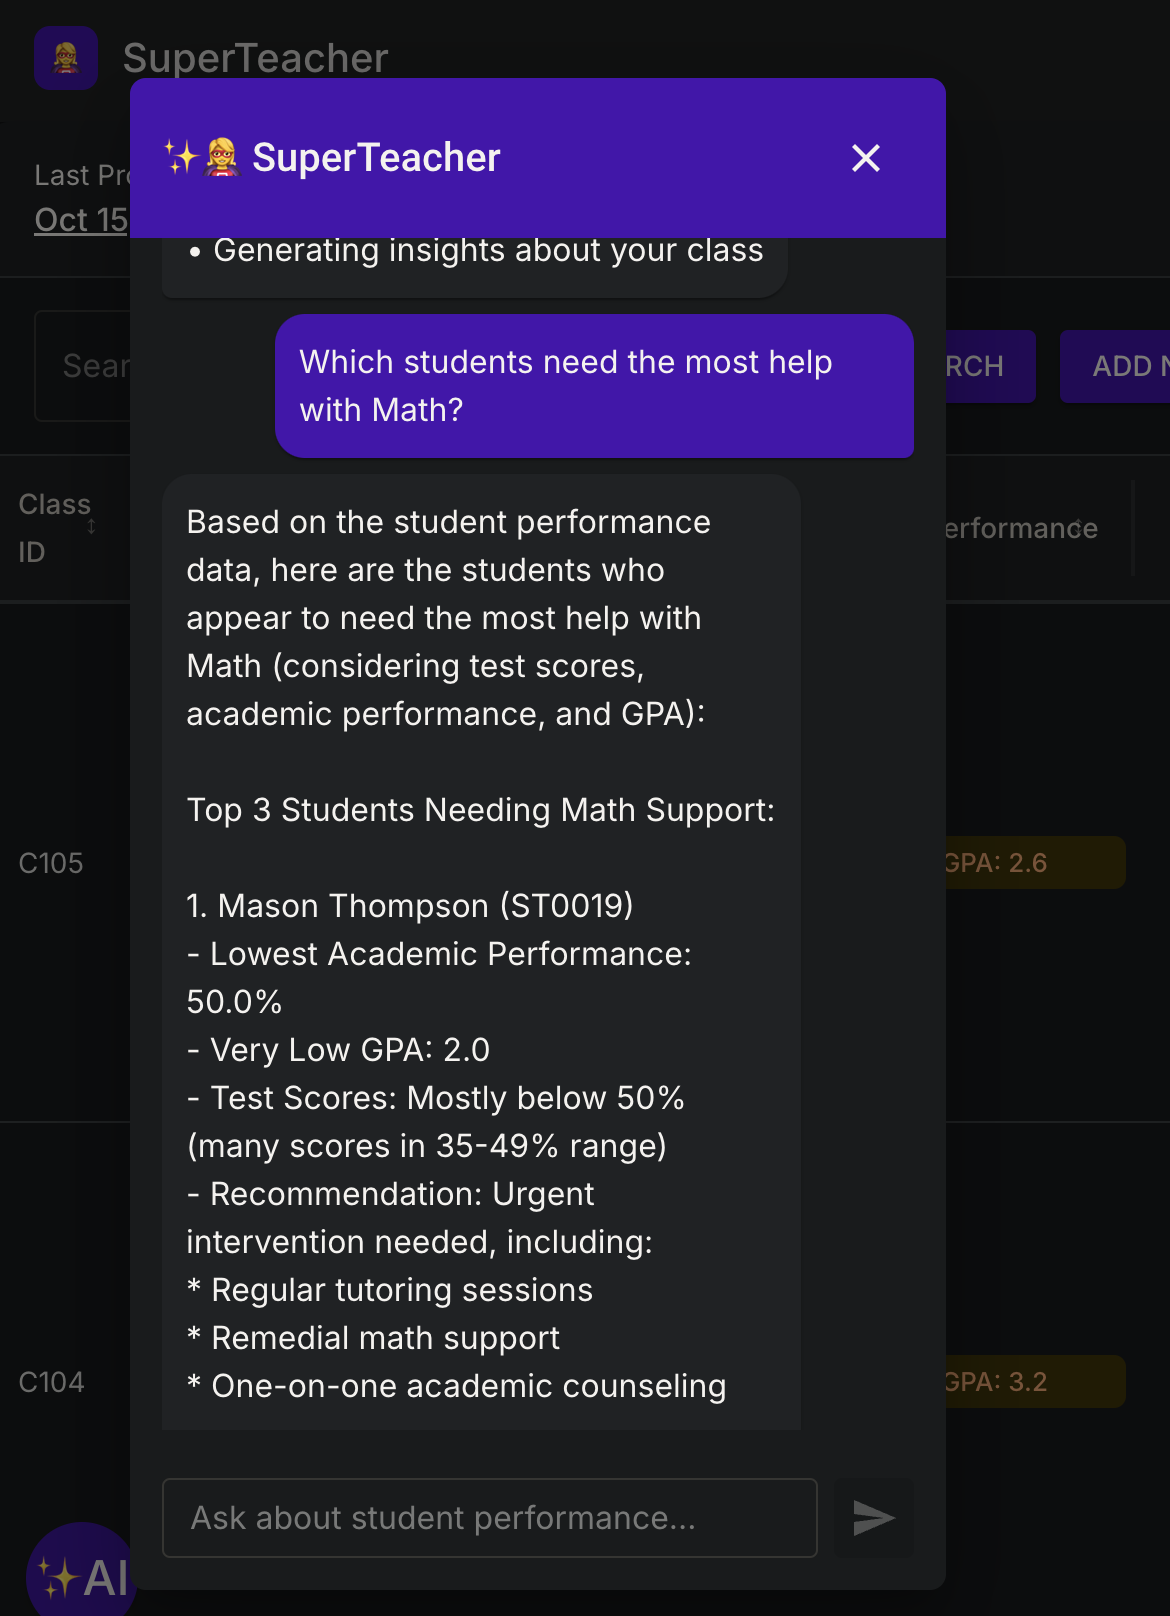 SuperTeacher
✨ SuperTeacher
Last Pro
Oct 15
• Generating insights about your class
Sear
RCH
ADD N
Which students need the most help
with Math?
Class
ID
erformance
Based on the student performance
data, here are the students who
appear to need the most help with
Math (considering test scores,
academic performance, and GPA):
Top 3 Students Needing Math Support:
C105
GPA: 2.6
1. Mason Thompson (ST0019)
- Lowest Academic Performance:
50.0%
- Very Low GPA: 2.0
- Test Scores: Mostly below 50%
(many scores in 35-49% range)
- Recommendation: Urgent
intervention needed, including:
* Regular tutoring sessions
* Remedial math support
* One-on-one academic counseling
C104
GPA: 3.2
Ask about student performance...
✨AI